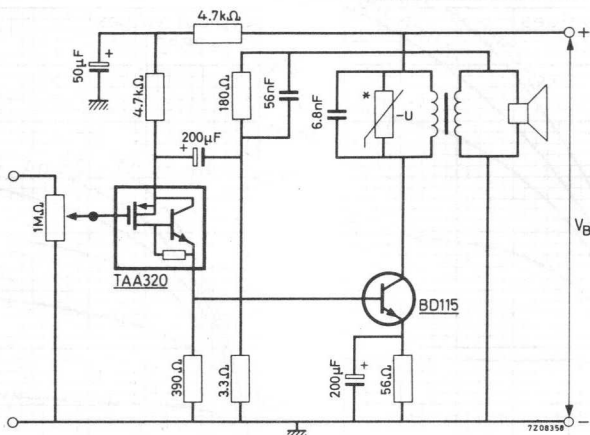 4.7kΩ
+
50µF
+
4.7kΩ
180Ω
56nF
6.8nF
*
-U
200µF
+
1MΩ
TAA320
V_B
BD115
390Ω
3.3Ω
200µF
+
56Ω
-
7Z08358